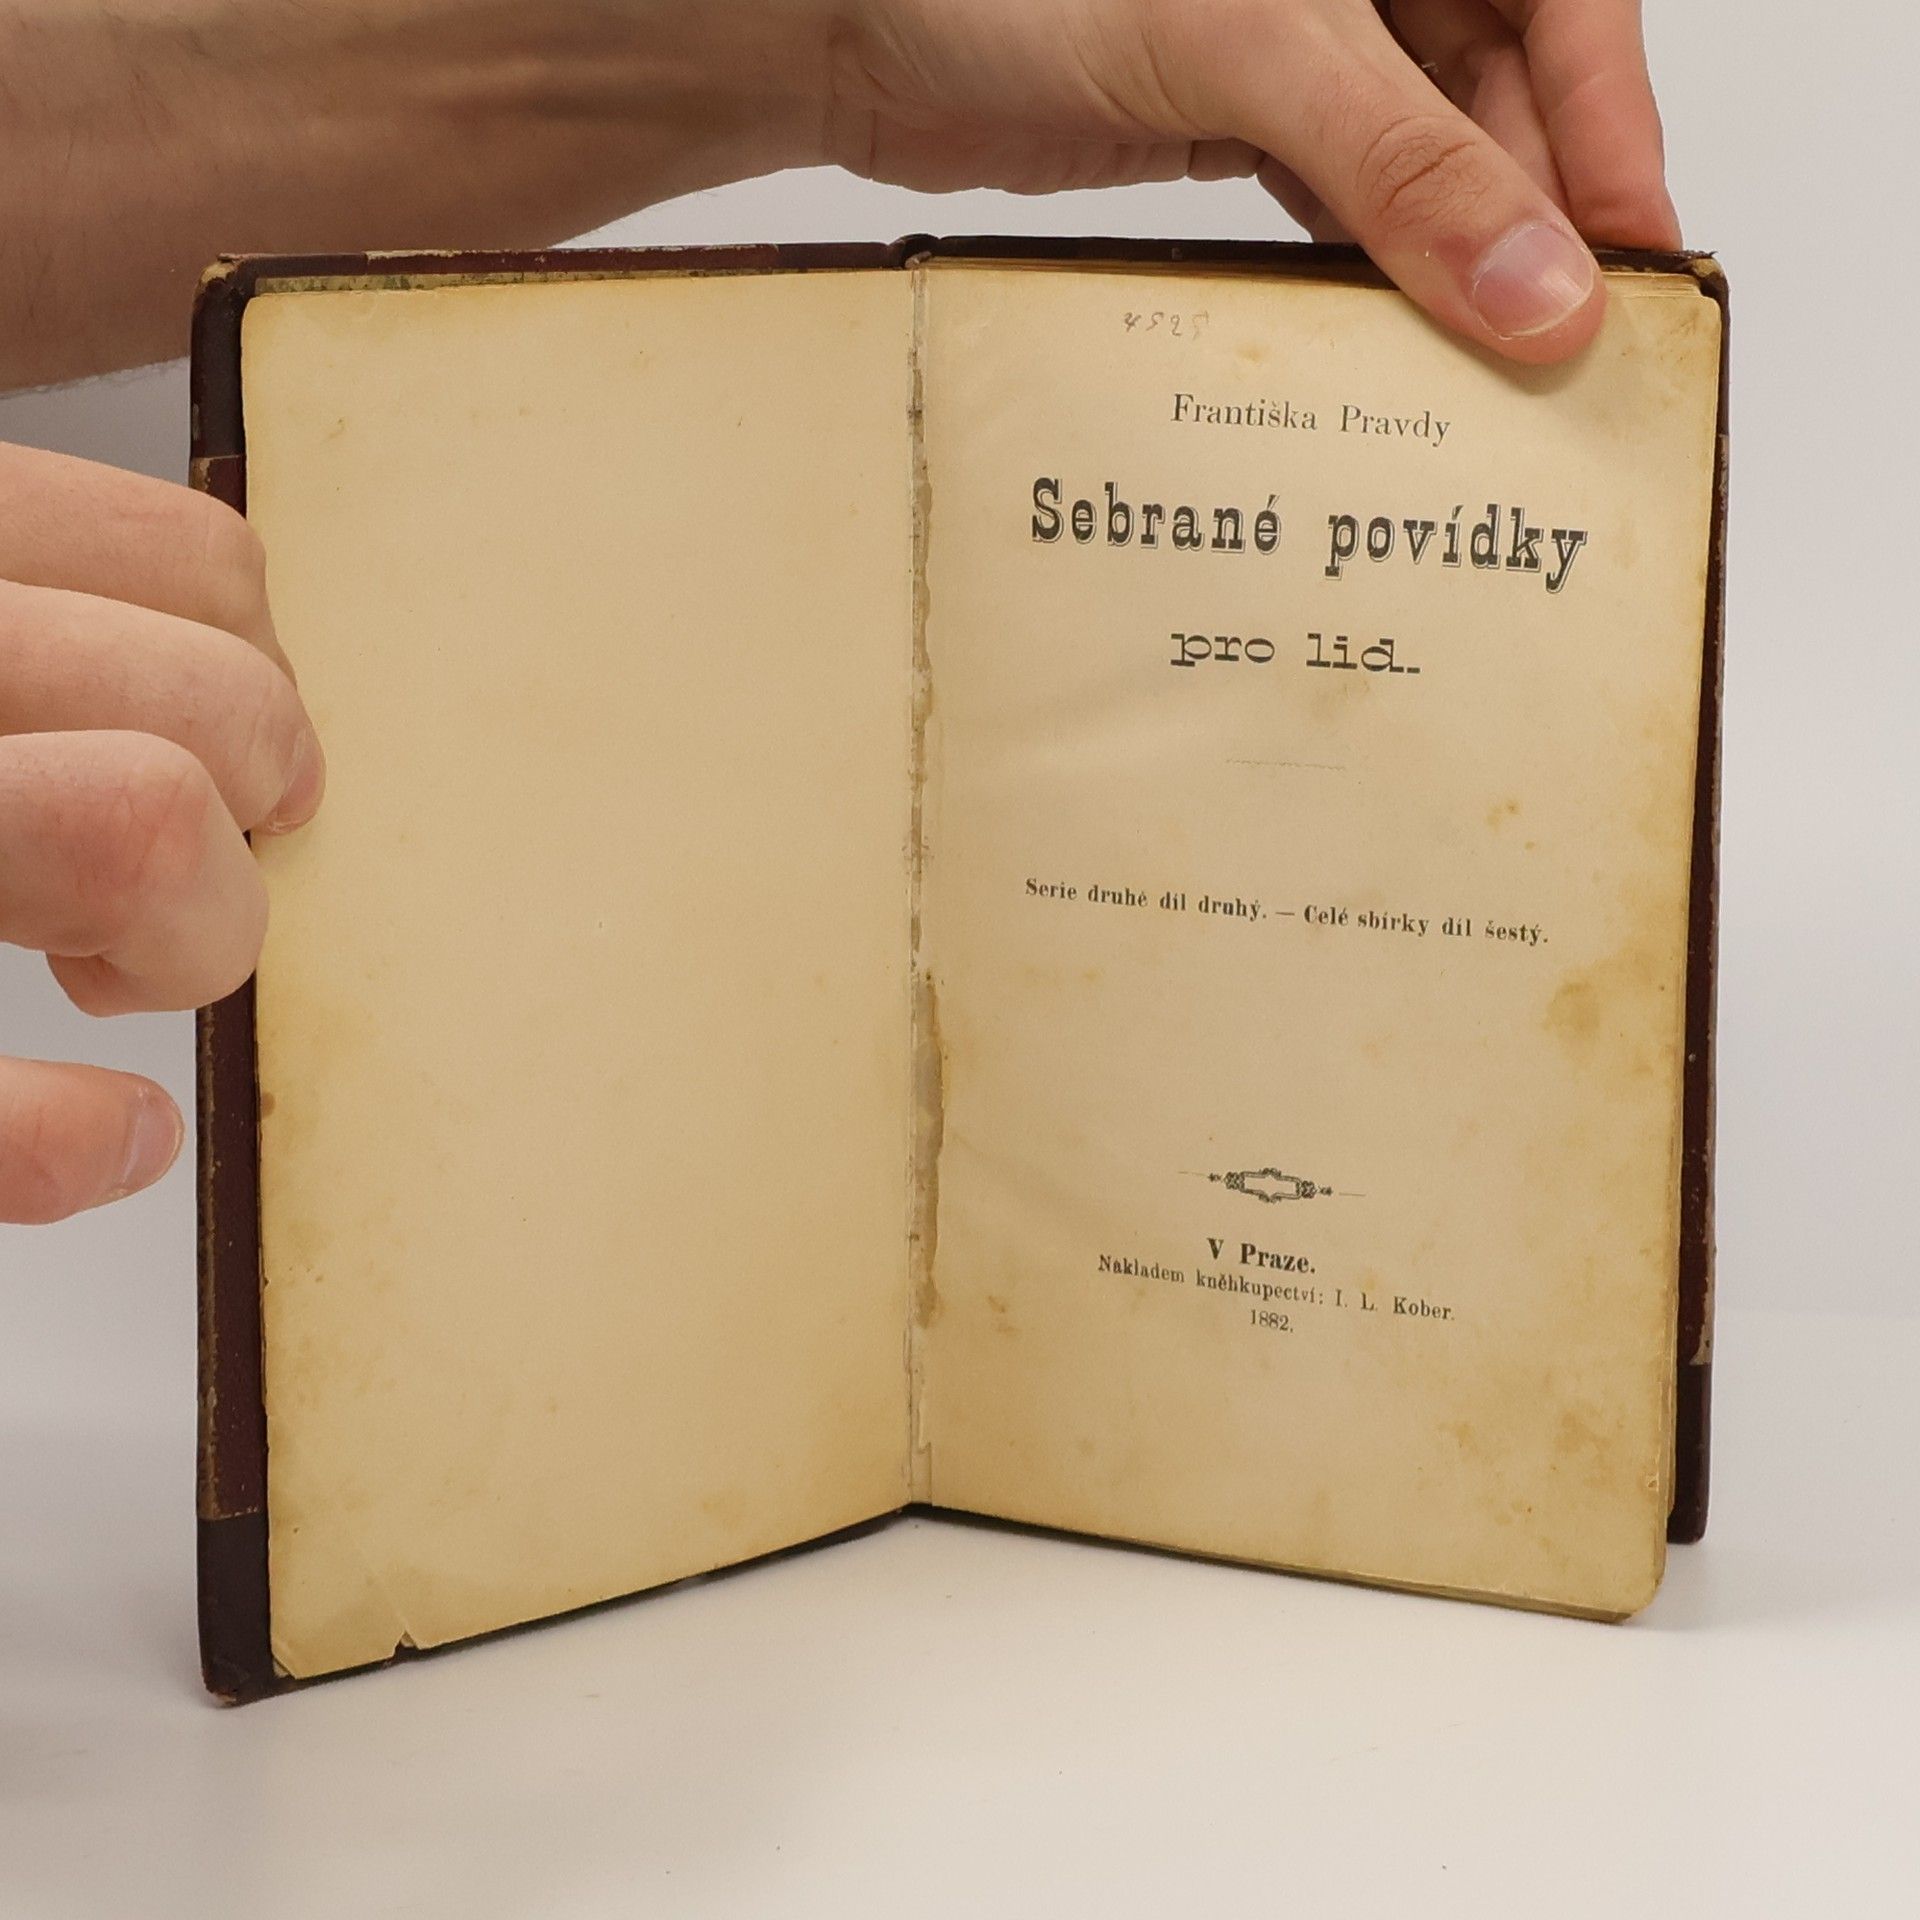 4525
Františka Pravdy
Sebrané povídky
pro lid.
Serie druhé díl druhý. — Celé sbírky díl šestý.
V Praze.
Nákladem kněhkupectví: I. L. Kober.
1882.